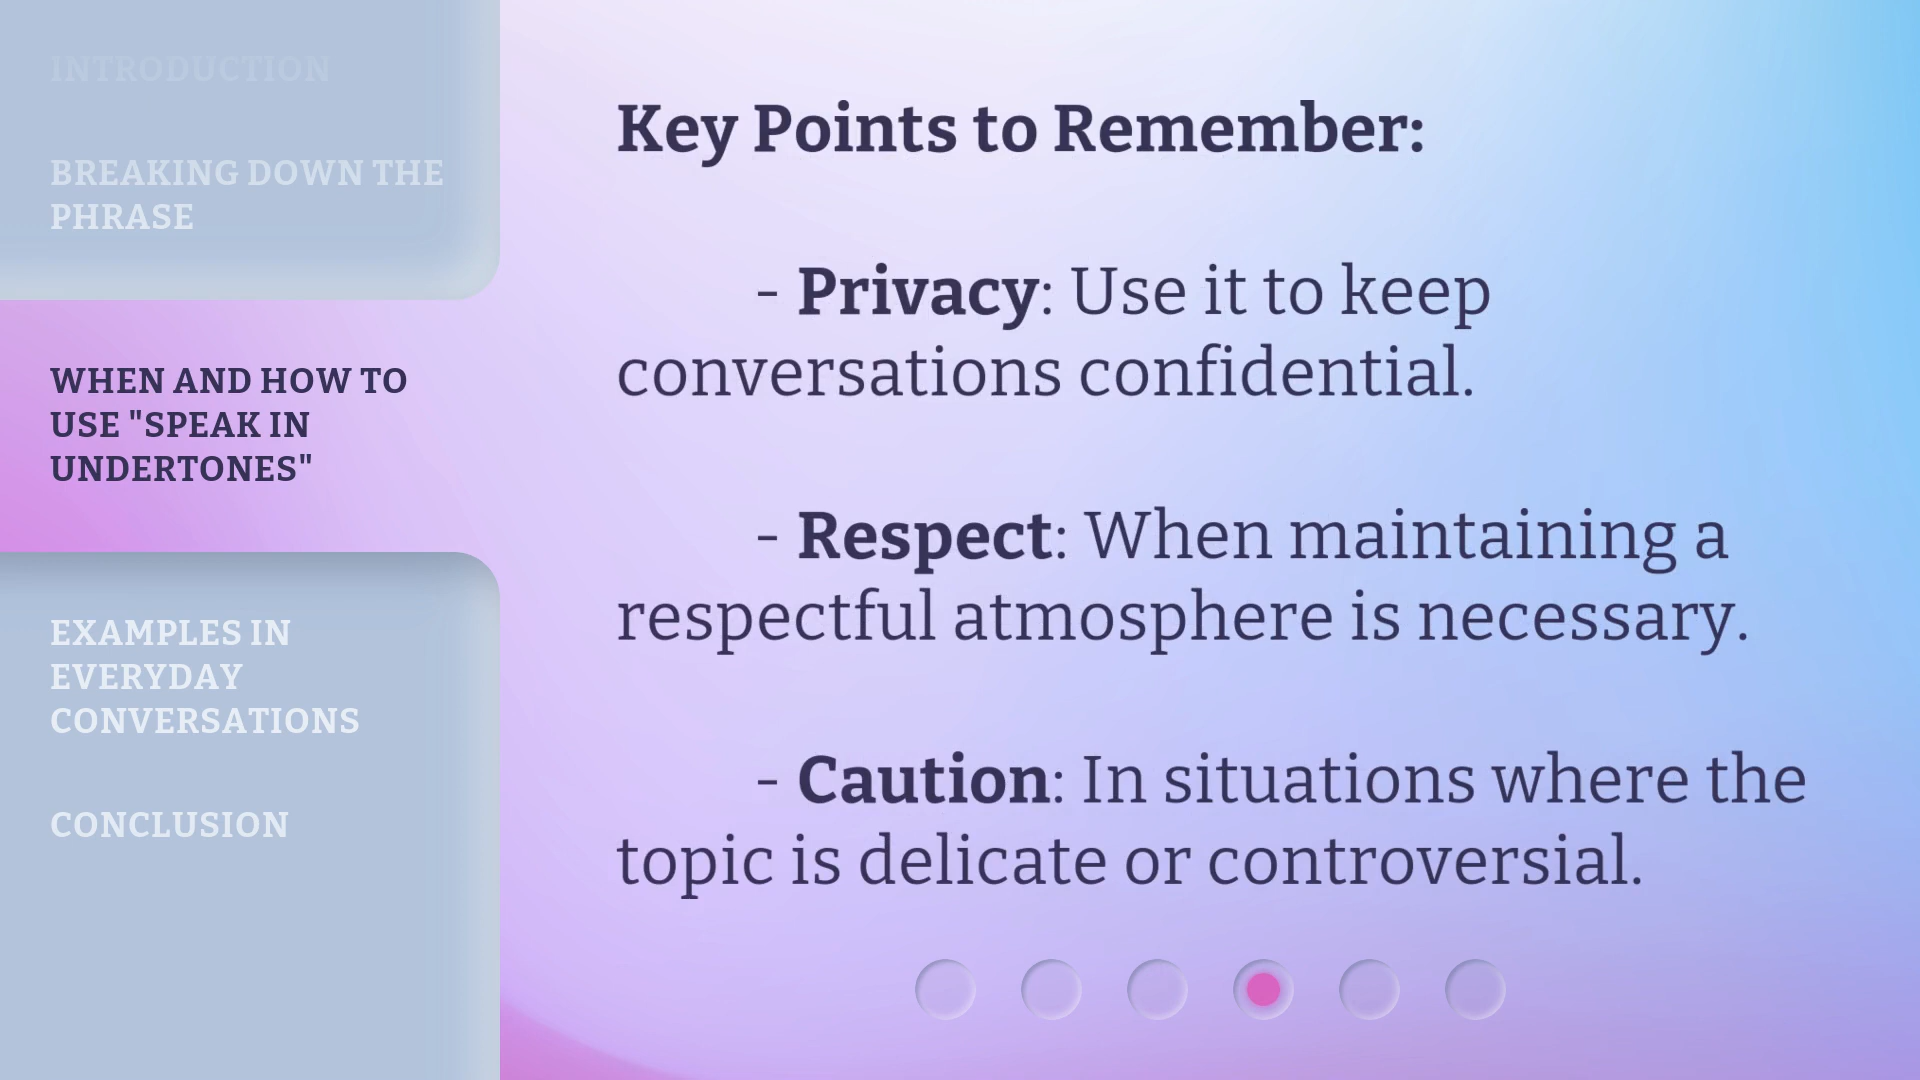 INTRODUCTION
BREAKING DOWN THE
PHRASE
WHEN AND HOW TO
USE "SPEAK IN
UNDERTONES"
EXAMPLES IN
EVERYDAY
CONVERSATIONS
CONCLUSION
Key Points to Remember:
- Privacy: Use it to keep
conversations confidential.
- Respect: When maintaining a
respectful atmosphere is necessary.
- Caution: In situations where the
topic is delicate or controversial.